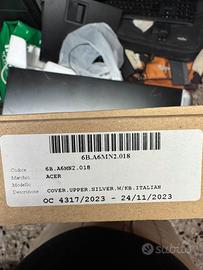 6B.A6MN2.018
Codice 6B.A6MN2.018
Marchio ACER
Modello
Descrizione COVER.UPPER.SILVER.W/KB.ITALIAN
OC 4317/2023 - 24/11/2023
subito